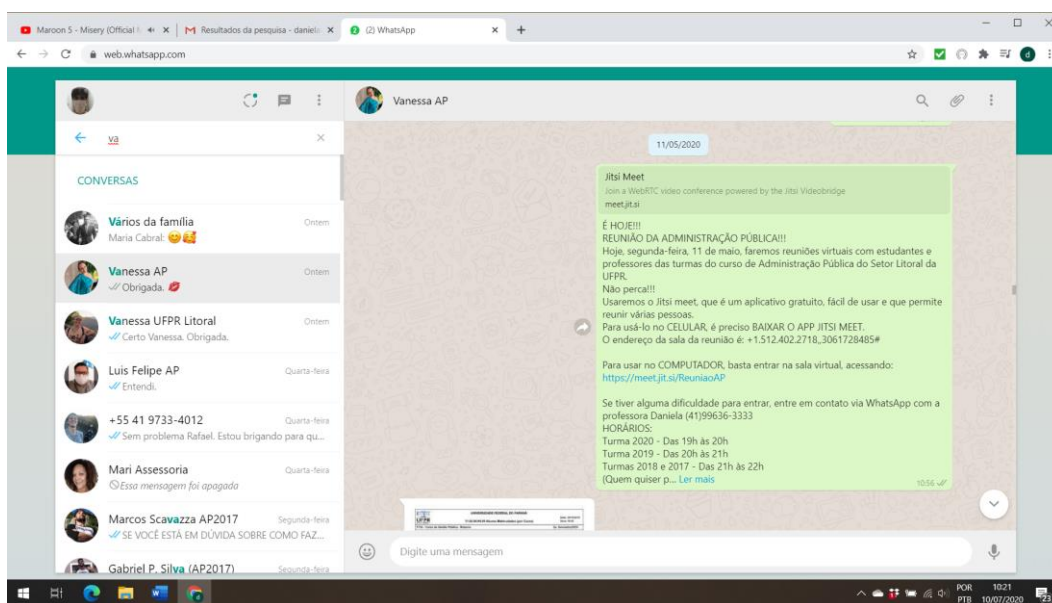 Maroon 5 - Misery (Official
Resultados da pesquisa - daniel
(2) WhatsApp
web.whatsapp.com
d
Vanessa AP
va
CONVERSAS
Vários da família
Ontem
Maria Cabral: 😊🥰
Vanessa AP
Ontem
Obrigada. 💋
Vanessa UFPR Litoral
Ontem
Certo Vanessa. Obrigada.
Luis Felipe AP
Quarta-feira
Entendi.
+55 41 9733-4012
Quarta-feira
Sem problema Rafael. Estou brigando para qu...
Mari Assessoria
Quarta-feira
Essa mensagem foi apagada
Marcos Scavazza AP2017
Segunda-feira
SE VOCÊ ESTÁ EM DÚVIDA SOBRE COMO FAZ...
Gabriel P. Silva (AP2017)
Segunda-feira
11/05/2020
Jitsi Meet
Join a WebRTC video conference powered by the Jitsi Videobridge
meet.jit.si
É HOJE!!!
REUNIÃO DA ADMINISTRAÇÃO PÚBLICA!!!
Hoje, segunda-feira, 11 de maio, faremos reuniões virtuais com estudantes e
professores das turmas do curso de Administração Pública do Setor Litoral da
UFPR.
Não perca!!!
Usaremos o Jitsi meet, que é um aplicativo gratuito, fácil de usar e que permite
reunir várias pessoas.
Para usá-lo no CELULAR, é preciso BAIXAR O APP JITSI MEET.
O endereço da sala da reunião é: +1.512.402.2718,,3061728485#
Para usar no COMPUTADOR, basta entrar na sala virtual, acessando:
https://meet.jit.si/ReuniaoAP
Se tiver alguma dificuldade para entrar, entre em contato via WhatsApp com a
professora Daniela (41)99636-3333
HORÁRIOS:
Turma 2020 - Das 19h às 20h
Turma 2019 - Das 20h às 21h
Turmas 2018 e 2017 - Das 21h às 22h
(Quem quiser p... Ler mais
10:56
UFPR
Digite uma mensagem
POR
PTB
10:21
10/07/2020
23